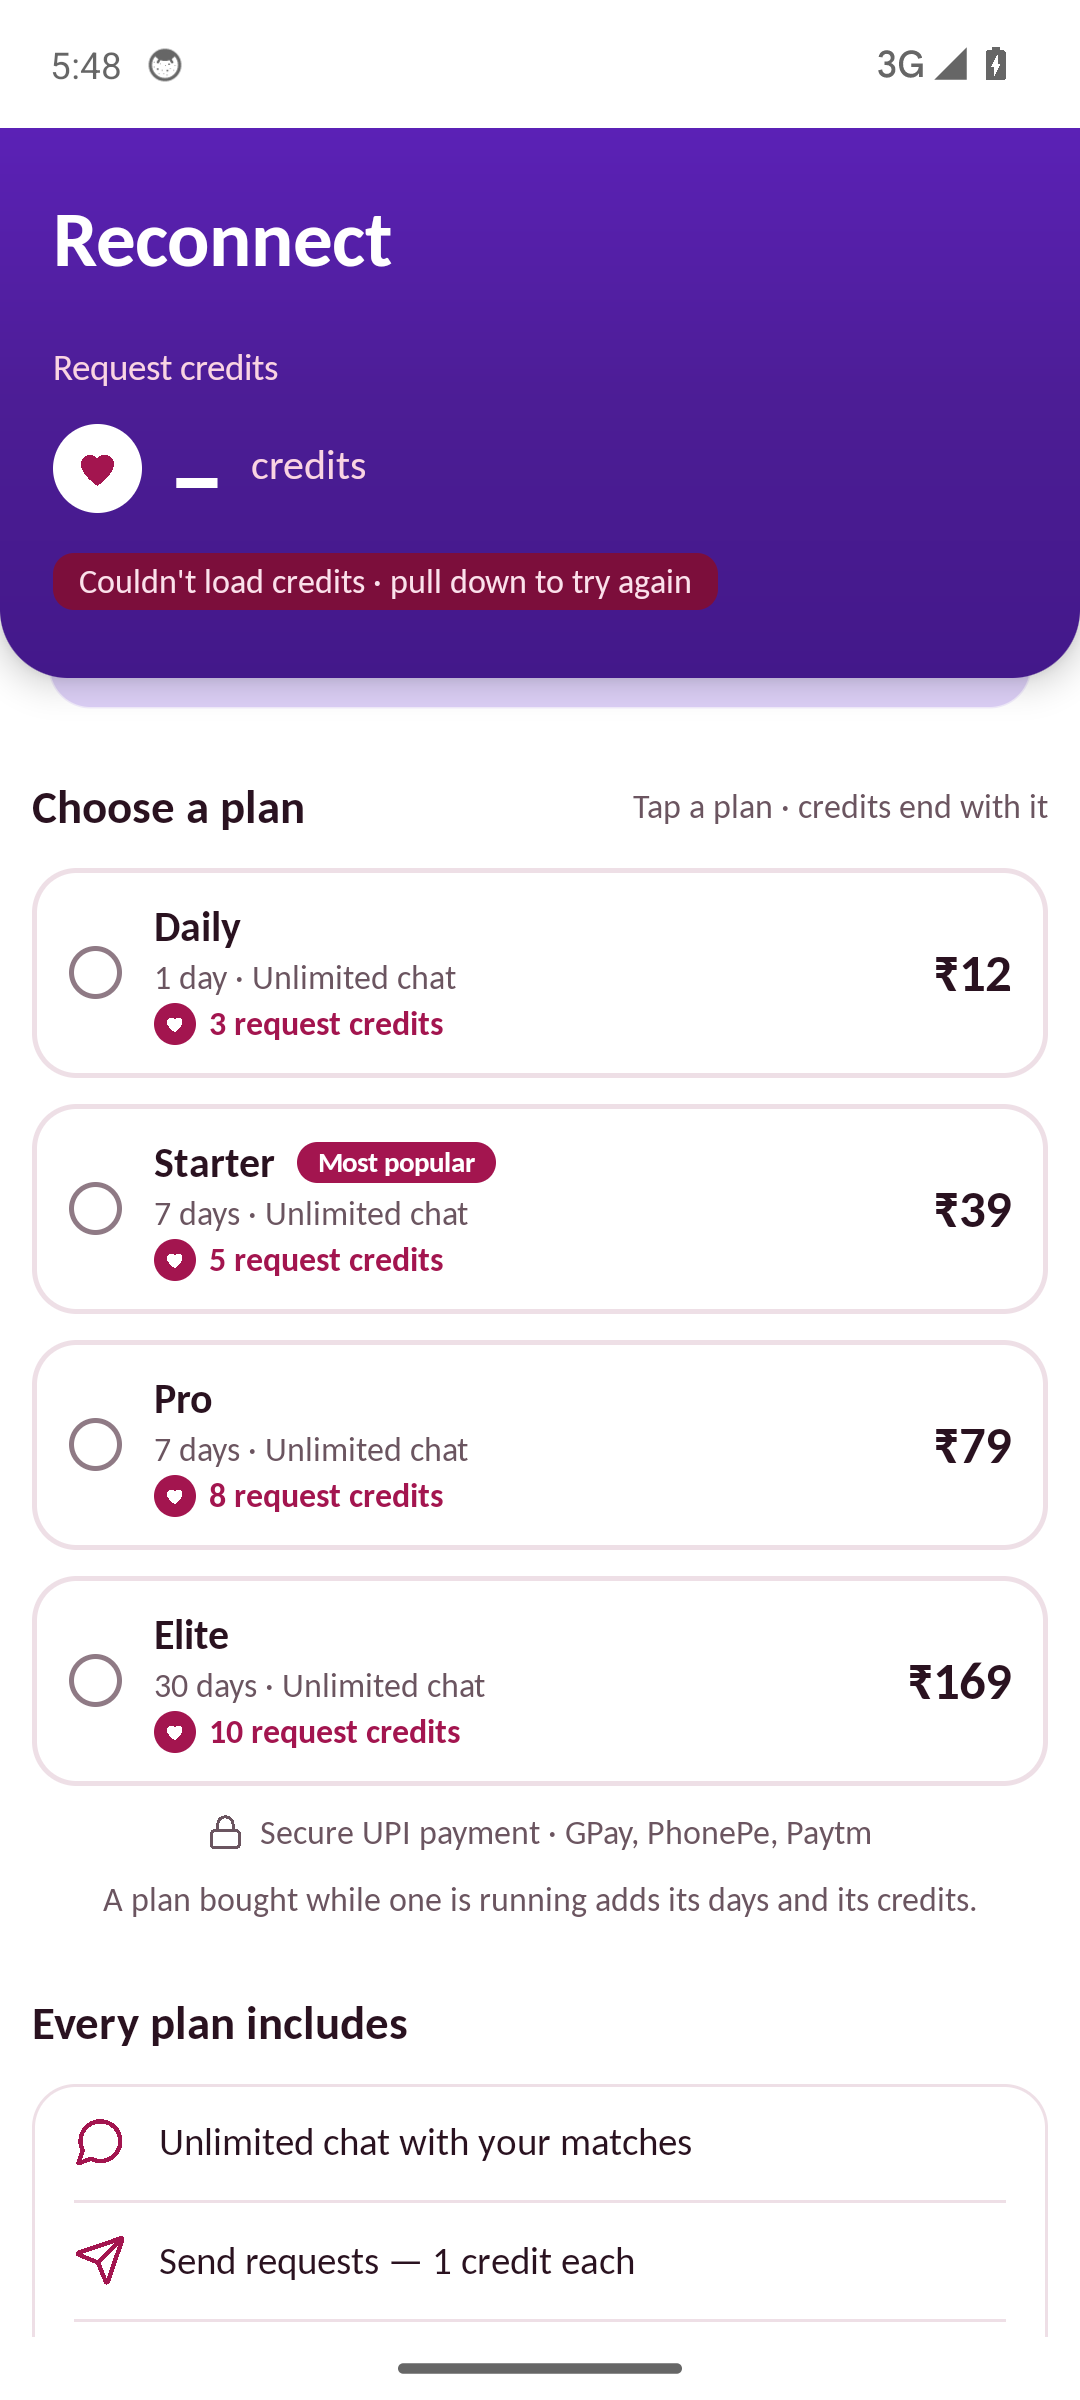 5:48
3G
Reconnect
Request credits
– credits
Couldn't load credits · pull down to try again
Choose a plan
Tap a plan · credits end with it
Daily
1 day · Unlimited chat
3 request credits
₹12
Starter
Most popular
7 days · Unlimited chat
5 request credits
₹39
Pro
7 days · Unlimited chat
8 request credits
₹79
Elite
30 days · Unlimited chat
10 request credits
₹169
Secure UPI payment · GPay, PhonePe, Paytm
A plan bought while one is running adds its days and its credits.
Every plan includes
Unlimited chat with your matches
Send requests — 1 credit each